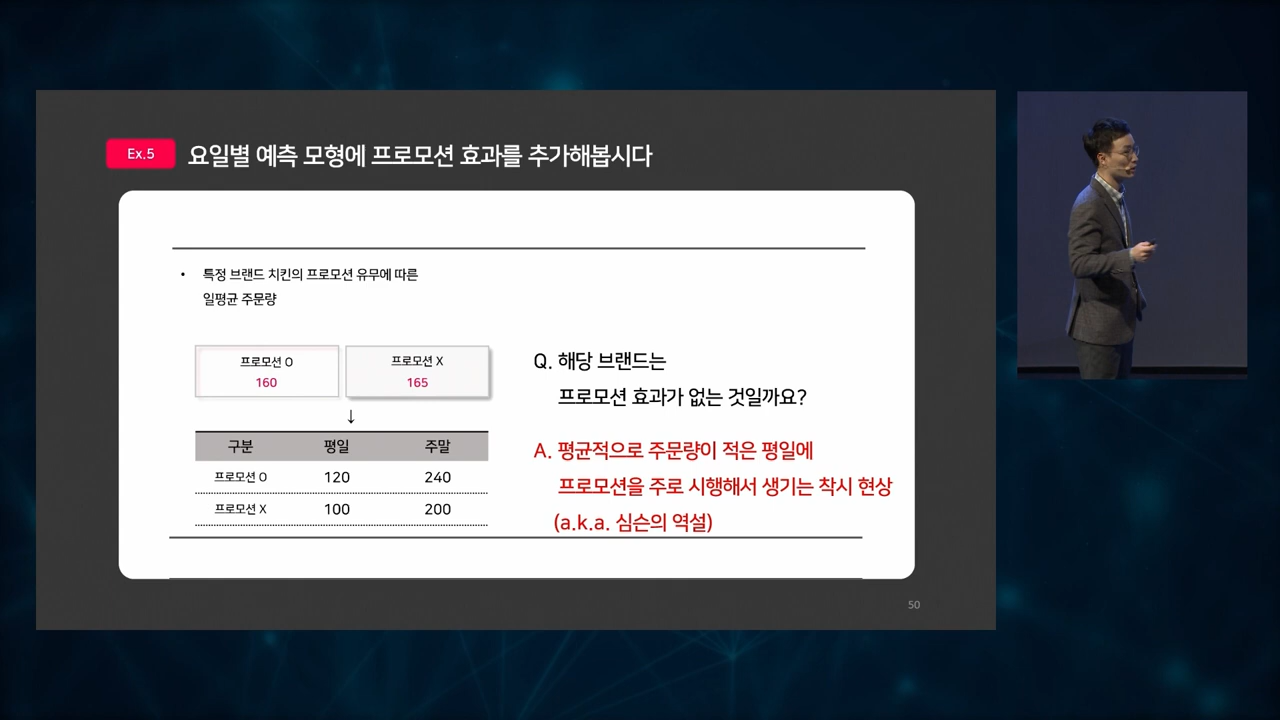 Ex.5
요일별 예측 모형에 프로모션 효과를 추가해봅시다
• 특정 브랜드 치킨의 프로모션 유무에 따른
일평균 주문량
프로모션 O
160
프로모션 X
165
↓
구분 평일 주말
프로모션 O 120 240
프로모션 X 100 200
Q. 해당 브랜드는
프로모션 효과가 없는 것일까요?
A. 평균적으로 주문량이 적은 평일에
프로모션을 주로 시행해서 생기는 착시 현상
(a.k.a. 심슨의 역설)
50